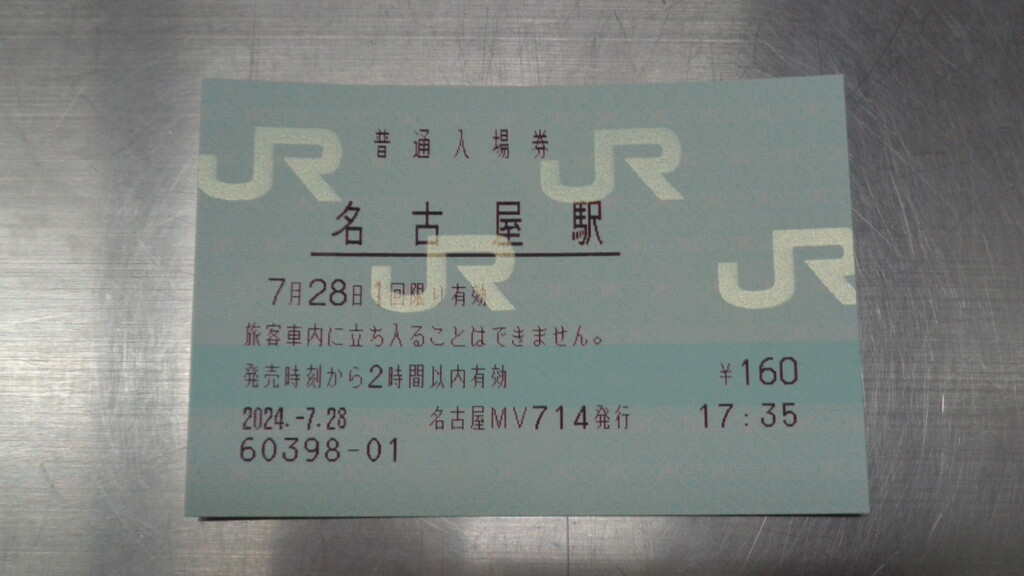 JR JR
普通入場券
名古屋駅
JR JR
7月28日1回限り有効
旅客車内に立ち入ることはできません。
発売時刻から2時間以内有効 ¥160
2024.-7.28 名古屋MV714発行 17:35
60398-01